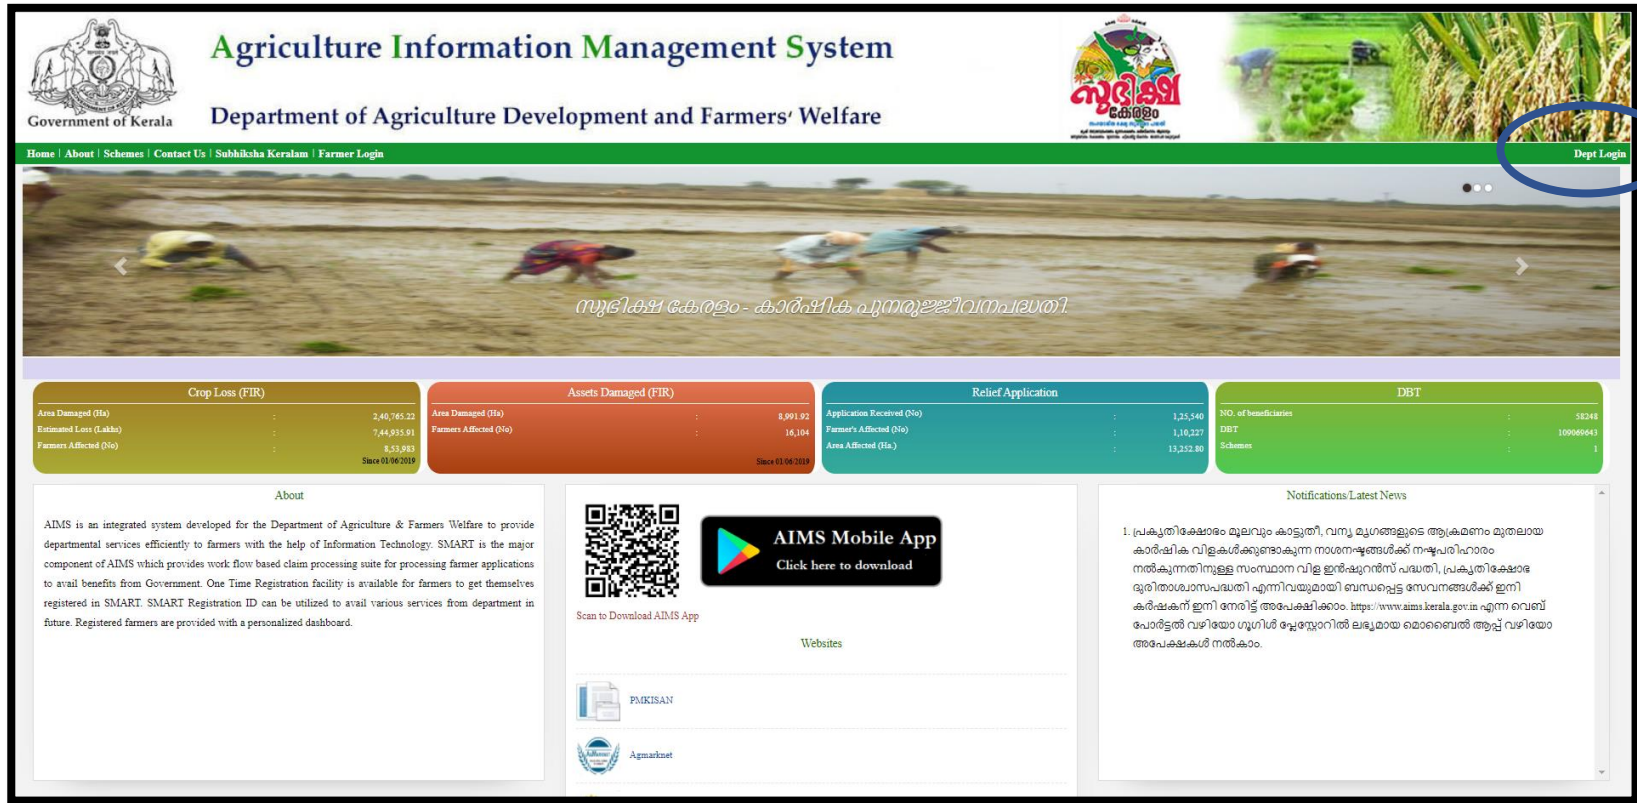 Government of Kerala
Agriculture Information Management System
Department of Agriculture Development and Farmers' Welfare
സുഭിക്ഷ
കേരളം
Home | About | Schemes | Contact Us | Subhiksha Keralam | Farmer Login
Dept Login
സുഭിക്ഷ കേരളം - കാർഷിക പുനരുജ്ജീവനപദ്ധതി.
Crop Loss (FIR)
Area Damaged (Ha) : 2,40,765.22
Estimated Loss (Lakhs) : 7,44,935.91
Farmers Affected (No) : 8,53,983
Since 01/06/2019
Assets Damaged (FIR)
Area Damaged (Ha) : 8,991.92
Farmers Affected (No) : 16,104
Since 01/06/2019
Relief Application
Application Received (No) : 1,25,540
Farmer's Affected (No) : 1,10,227
Area Affected (Ha.) : 13,252.80
DBT
NO. of beneficiaries : 58248
DBT : 109069643
Schemes : 1
About
AIMS is an integrated system developed for the Department of Agriculture & Farmers Welfare to provide
departmental services efficiently to farmers with the help of Information Technology. SMART is the major
component of AIMS which provides work flow based claim processing suite for processing farmer applications
to avail benefits from Government. One Time Registration facility is available for farmers to get themselves
registered in SMART. SMART Registration ID can be utilized to avail various services from department in
future. Registered farmers are provided with a personalized dashboard.
AIMS Mobile App
Click here to download
Scan to Download AIMS App
Websites
PMKISAN
Agmarknet
Notifications/Latest News
1. പ്രകൃതിക്ഷോഭം മൂലവും കാട്ടുതീ, വന്യ മൃഗങ്ങളുടെ ആക്രമണം മുതലായ
കാർഷിക വിളകൾക്കുണ്ടാകുന്ന നാശനഷ്ടങ്ങൾക്ക് നഷ്ടപരിഹാരം
നൽകുന്നതിനുള്ള സംസ്ഥാന വിള ഇൻഷുറൻസ് പദ്ധതി, പ്രകൃതിക്ഷോഭ
ദുരിതാശ്വാസപദ്ധതി എന്നിവയുമായി ബന്ധപ്പെട്ട സേവനങ്ങൾക്ക് ഇനി
കർഷകന് ഇനി നേരിട്ട് അപേക്ഷിക്കാം. https://www.aims.kerala.gov.in എന്ന വെബ്
പോർട്ടൽ വഴിയോ ഗൂഗിൾ പ്ലേസ്റ്റോറിൽ ലഭ്യമായ മൊബൈൽ ആപ്പ് വഴിയോ
അപേക്ഷകൾ നൽകാം.